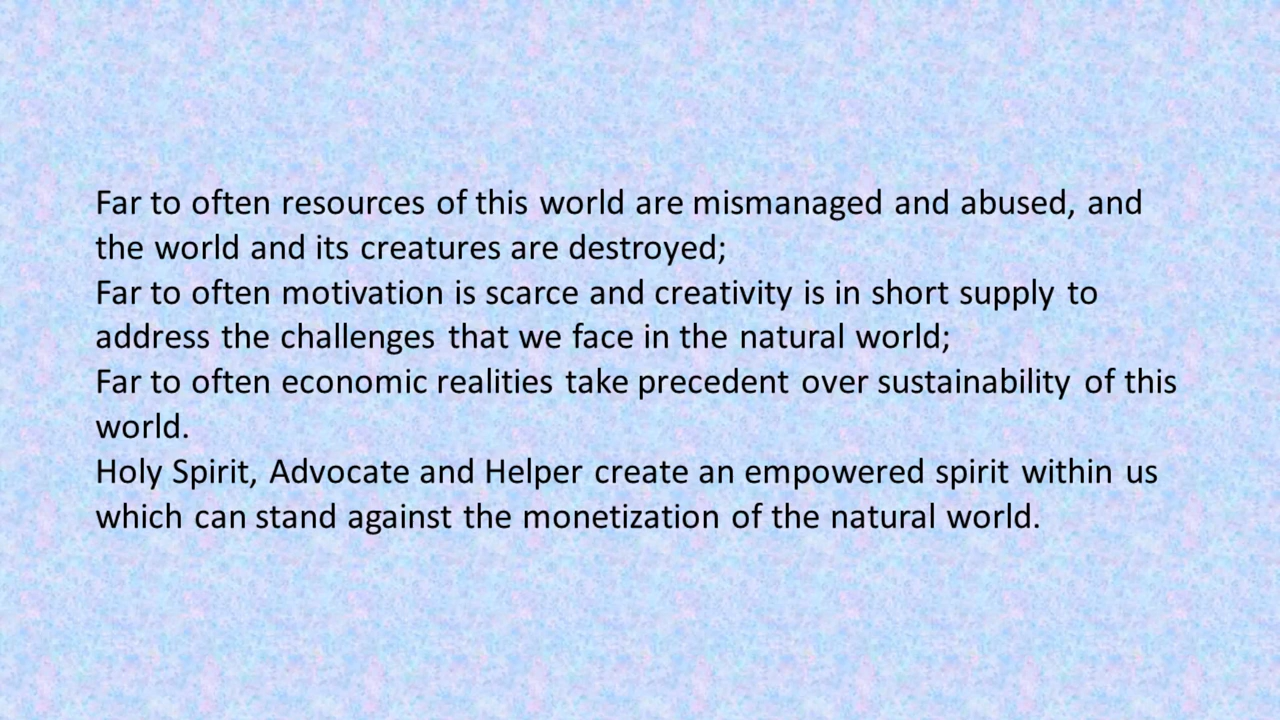 Far to often resources of this world are mismanaged and abused, and
the world and its creatures are destroyed;
Far to often motivation is scarce and creativity is in short supply to
address the challenges that we face in the natural world;
Far to often economic realities take precedent over sustainability of this
world.
Holy Spirit, Advocate and Helper create an empowered spirit within us
which can stand against the monetization of the natural world.